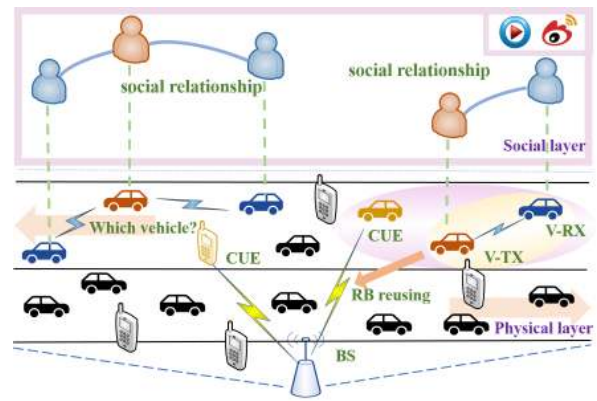 social relationship
social relationship
Social layer
Which vehicle?
CUE
CUE
V-RX
V-TX
RB reusing
Physical layer
BS